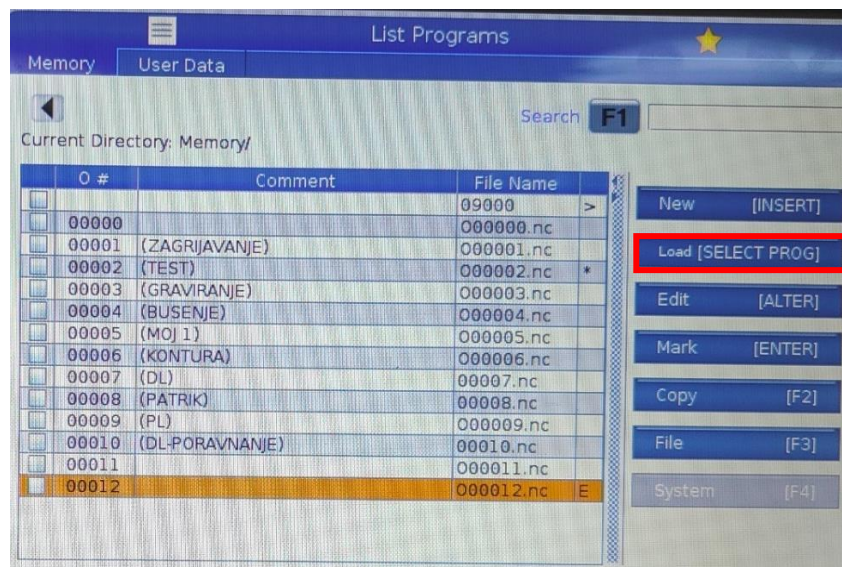 List Programs
Memory User Data
Search F1
Current Directory: Memory/
O # Comment File Name
09000 >
00000 O00000.nc
00001 (ZAGRIJAVANJE) O00001.nc
00002 (TEST) O00002.nc *
00003 (GRAVIRANJE) O00003.nc
00004 (BUSENJE) O00004.nc
00005 (MOJ 1) O00005.nc
00006 (KONTURA) O00006.nc
00007 (DL) O0007.nc
00008 (PATRIK) O0008.nc
00009 (PL) O00009.nc
00010 (DL-PORAVNANJE) O0010.nc
00011 O00011.nc
00012 O00012.nc E
New [INSERT]
Load [SELECT PROG]
Edit [ALTER]
Mark [ENTER]
Copy [F2]
File [F3]
System [F4]